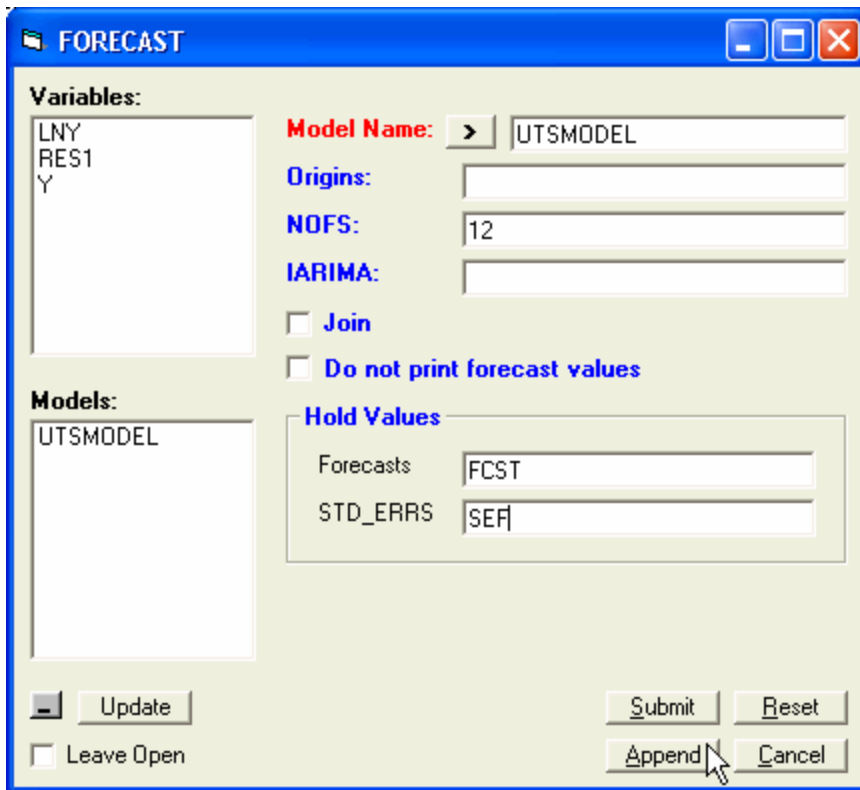 FORECAST
Variables:
LNY
RES1
Y
Model Name: > UTSMODEL
Origins:
NOFS: 12
IARIMA:
Join
Do not print forecast values
Models:
UTSMODEL
Hold Values
Forecasts FCST
STD_ERRS SEF
Update
Submit Reset
Leave Open
Append Cancel